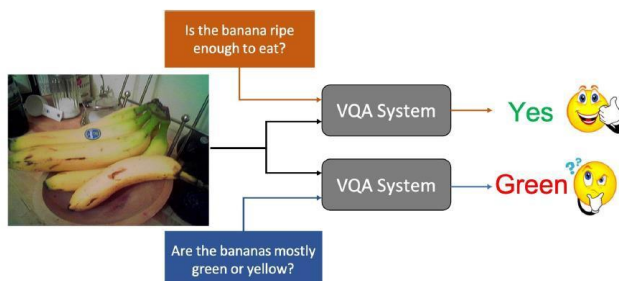 Is the banana ripe
enough to eat?
VQA System
Yes
VQA System
Green
??
Are the bananas mostly
green or yellow?